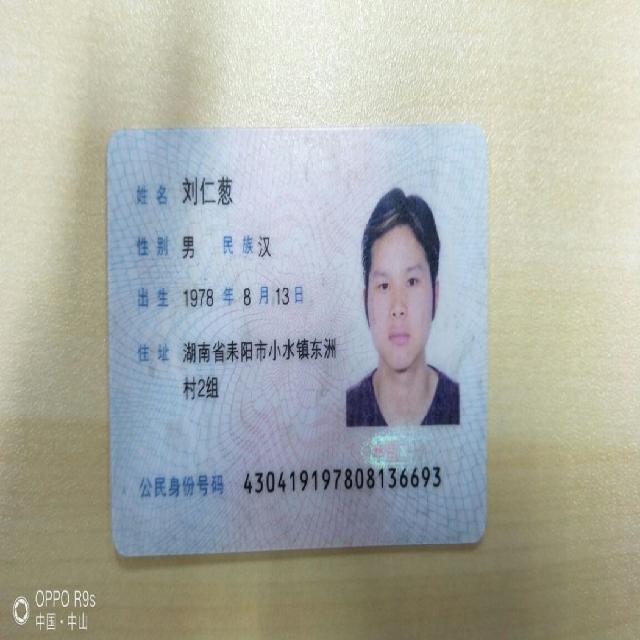 姓名 刘仁葱
性别 男 民族 汉
出生 1978 年 8 月 13 日
住址 湖南省耒阳市小水镇东洲
村2组
公民身份号码 430419197808136693
OPPO R9s
中国·中山